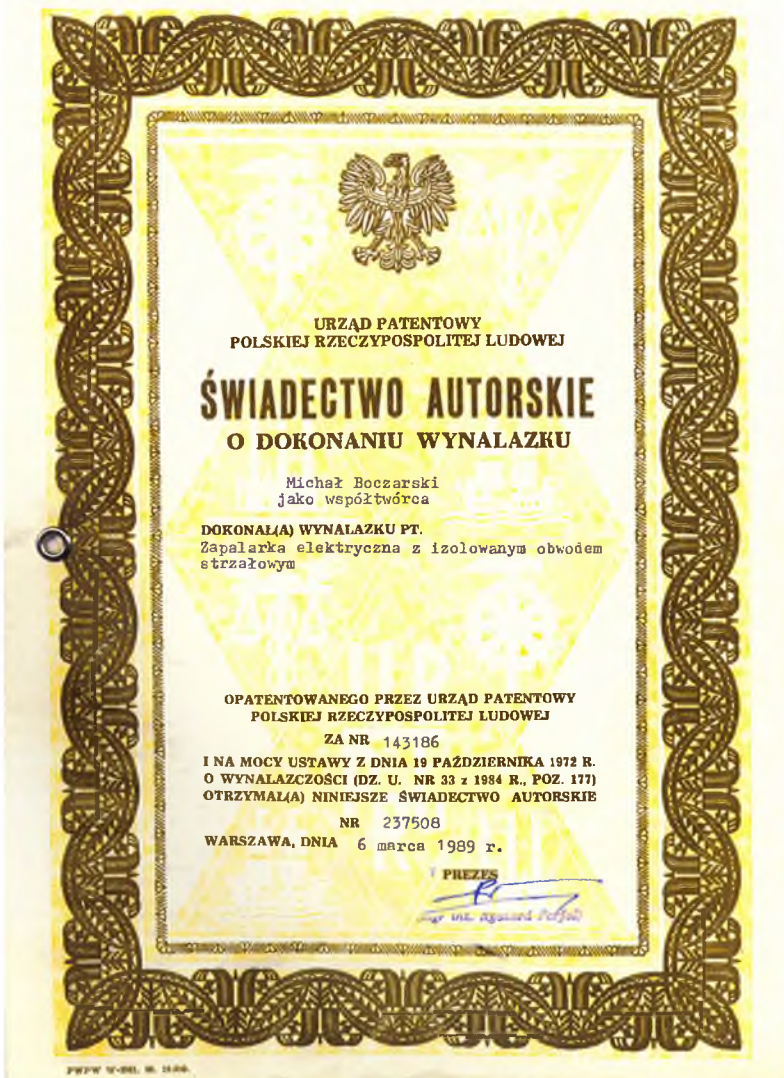 URZĄD PATENTOWY
POLSKIEJ RZECZYPOSPOLITEJ LUDOWEJ
ŚWIADECTWO AUTORSKIE
O DOKONANIU WYNALAZKU
Michał Boczarski
jako współtwórca
DOKONAŁ(A) WYNALAZKU PT.
Zapalarka elektryczna z izolowanym obwodem
strzałowym
OPATENTOWANEGO PRZEZ URZĄD PATENTOWY
POLSKIEJ RZECZYPOSPOLITEJ LUDOWEJ
ZA NR 143186
I NA MOCY USTAWY Z DNIA 19 PAŹDZIERNIKA 1972 R.
O WYNALAZCZOŚCI (DZ. U. NR 33 z 1984 R., POZ. 177)
OTRZYMAŁ(A) NINIEJSZE ŚWIADECTWO AUTORSKIE
NR 237508
WARSZAWA, DNIA 6 marca 1989 r.
PREZES
mgr inż.
PWPW